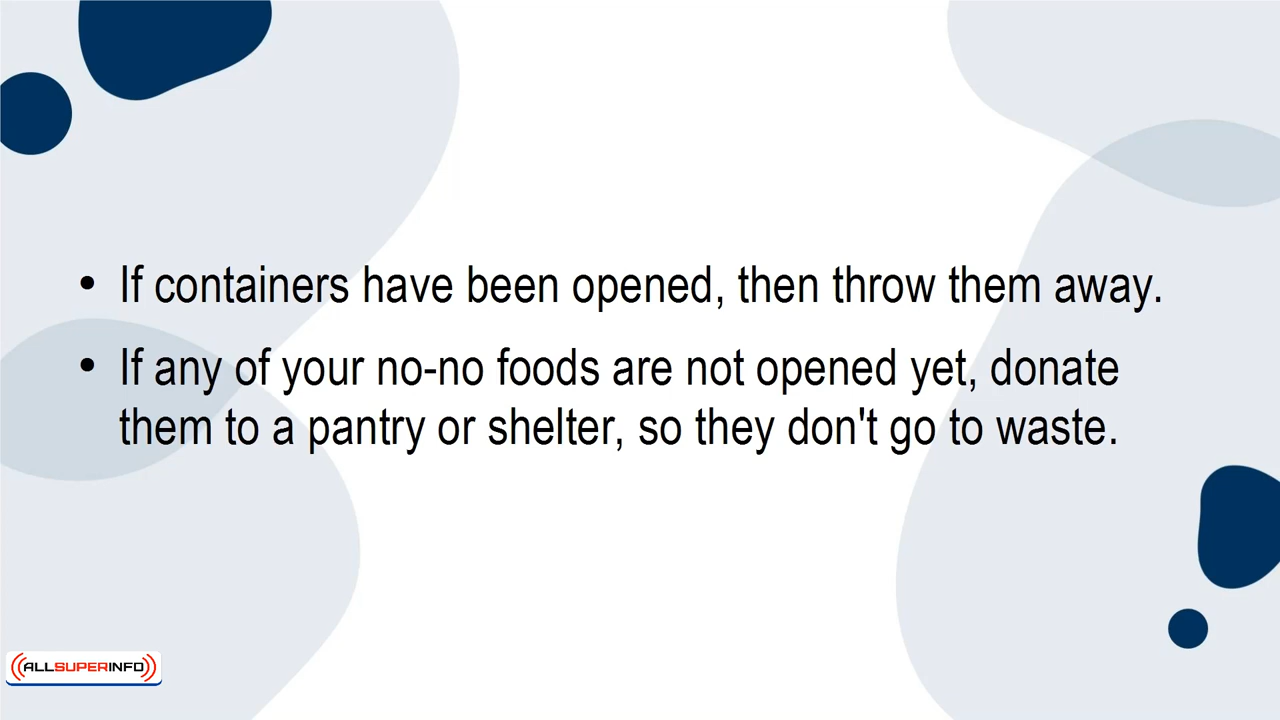 • If containers have been opened, then throw them away.
• If any of your no-no foods are not opened yet, donate
them to a pantry or shelter, so they don't go to waste.
ALLSUPERINFO